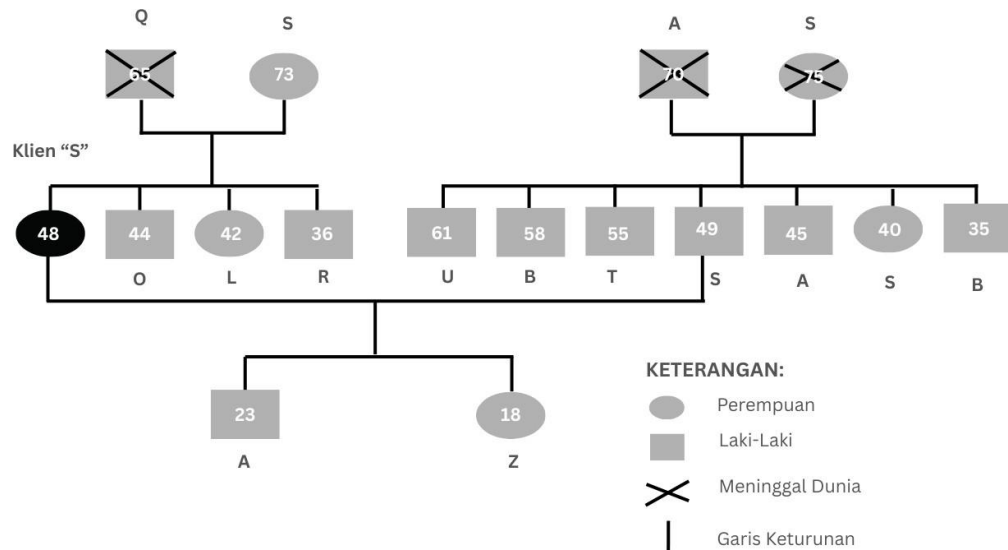 Q S A S
65 73 70 75
Klien “S”
48 44 42 36 61 58 55 49 45 40 35
O L R U B T S A S B
23 18
A Z
KETERANGAN:
Perempuan
Laki-Laki
Meninggal Dunia
Garis Keturunan